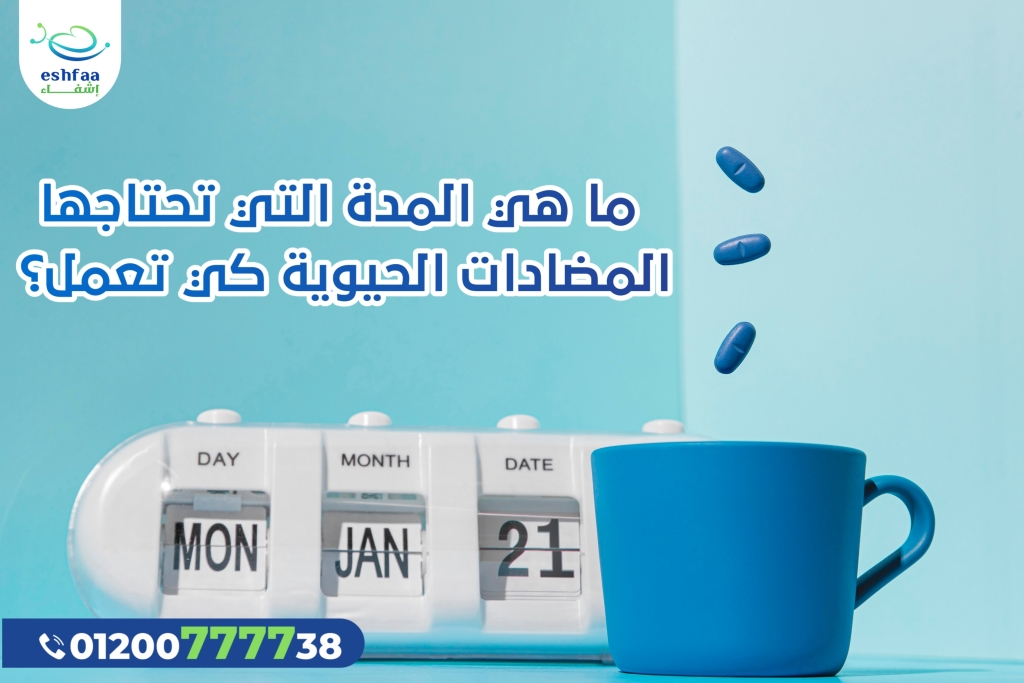 eshfaa
إشفاء
ما هي المدة التي تحتاجها
المضادات الحيوية كي تعمل؟
DAY MONTH DATE
MON JAN 21
01200777738